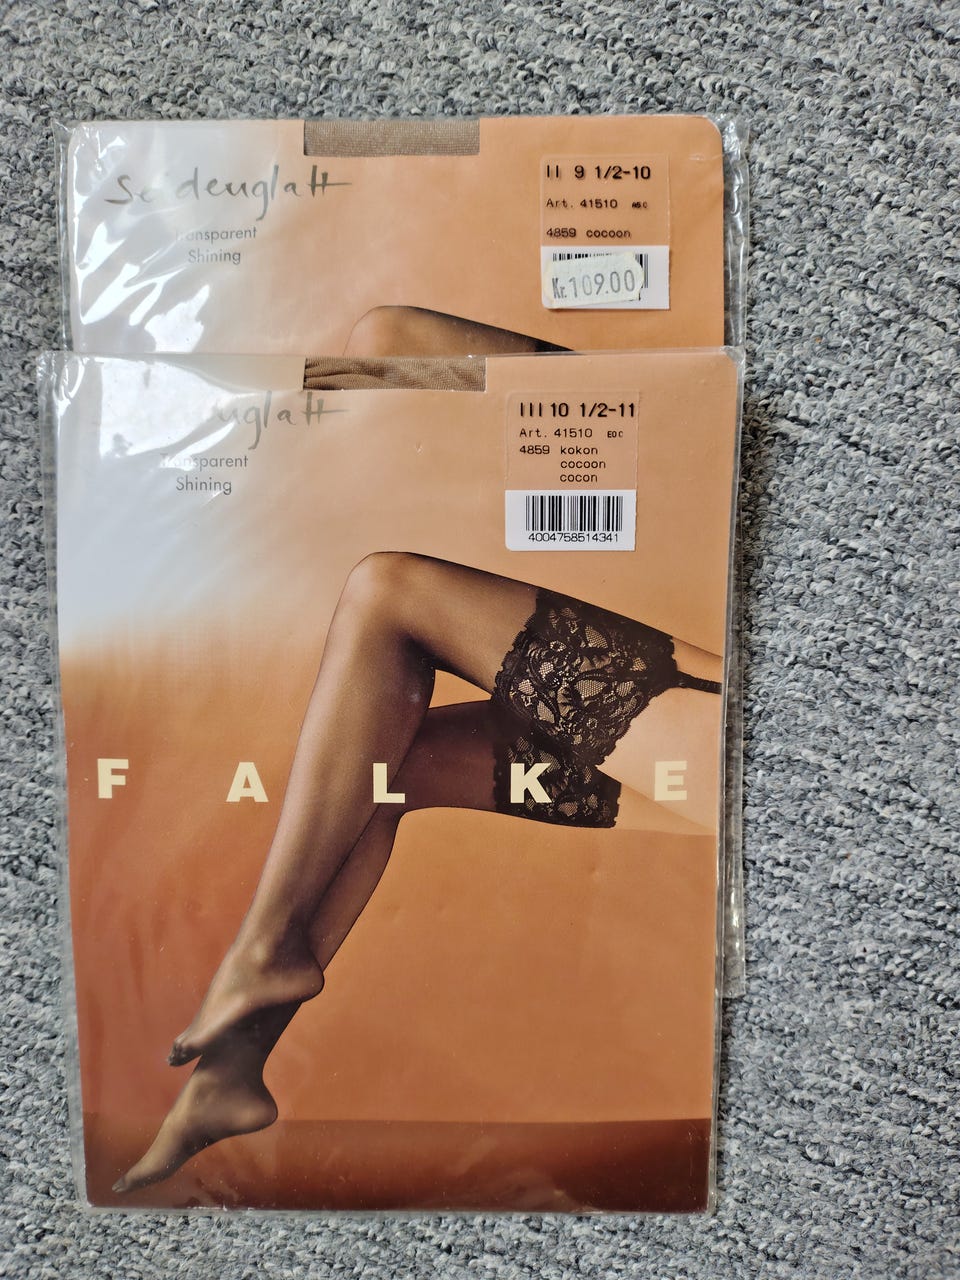 Seidenglatt
Transparent
Shining
II 9 1/2-10
Art. 41510
4859 cocoon
Kr.109.00
Transparent
Shining
III 10 1/2-11
Art. 41510 EOC
4859 kokon
cocoon
cocon
4004758514341
FALKE